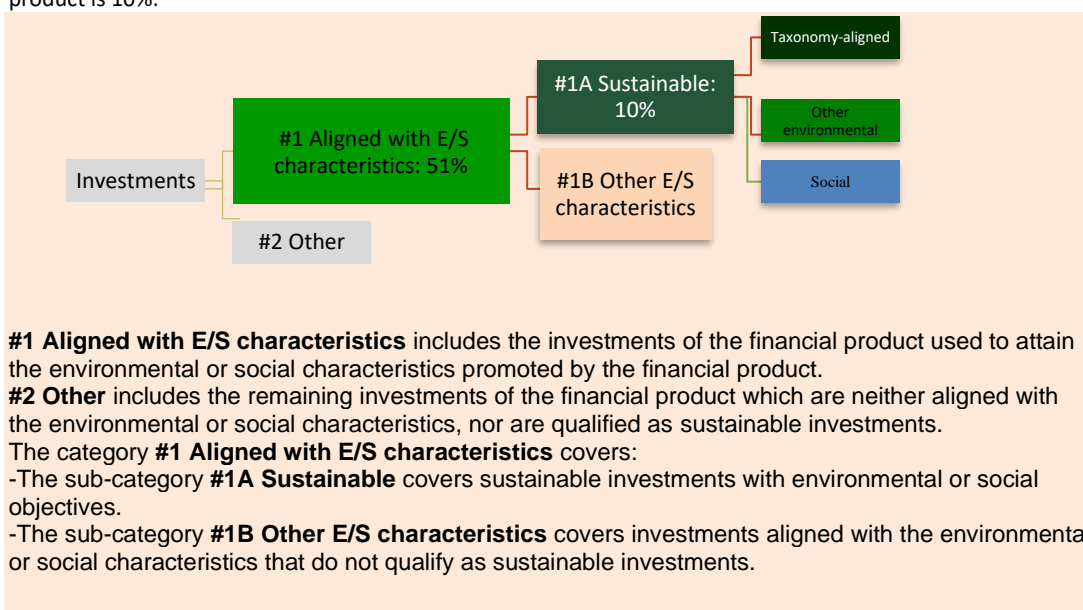 product is 10%.
Taxonomy-aligned
#1A Sustainable:
10%
#1 Aligned with E/S
characteristics: 51%
Other
environmental
Investments
#1B Other E/S
characteristics
Social
#2 Other
#1 Aligned with E/S characteristics includes the investments of the financial product used to attain
the environmental or social characteristics promoted by the financial product.
#2 Other includes the remaining investments of the financial product which are neither aligned with
the environmental or social characteristics, nor are qualified as sustainable investments.
The category #1 Aligned with E/S characteristics covers:
-The sub-category #1A Sustainable covers sustainable investments with environmental or social
objectives.
-The sub-category #1B Other E/S characteristics covers investments aligned with the environmenta
or social characteristics that do not qualify as sustainable investments.